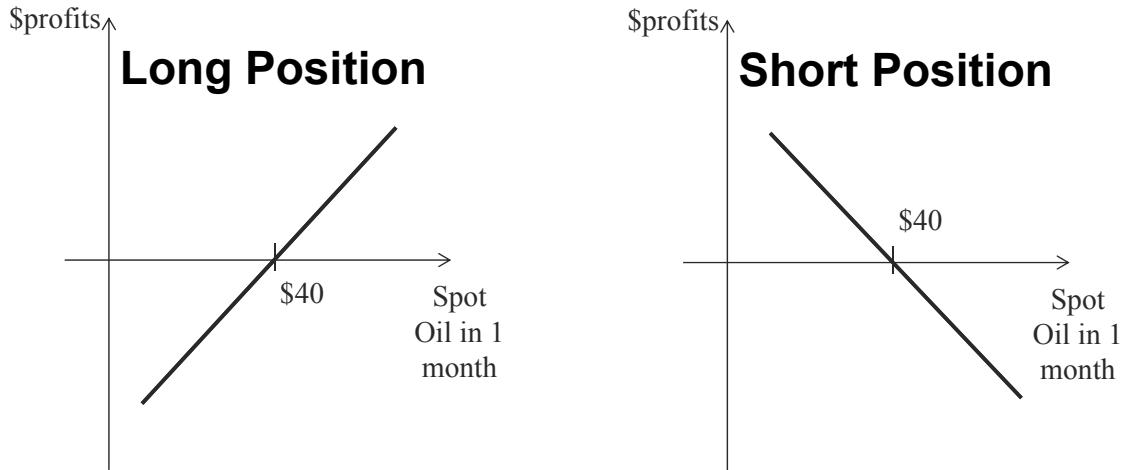 $profits
Long Position
$40
Spot
Oil in 1
month
$profits
Short Position
$40
Spot
Oil in 1
month